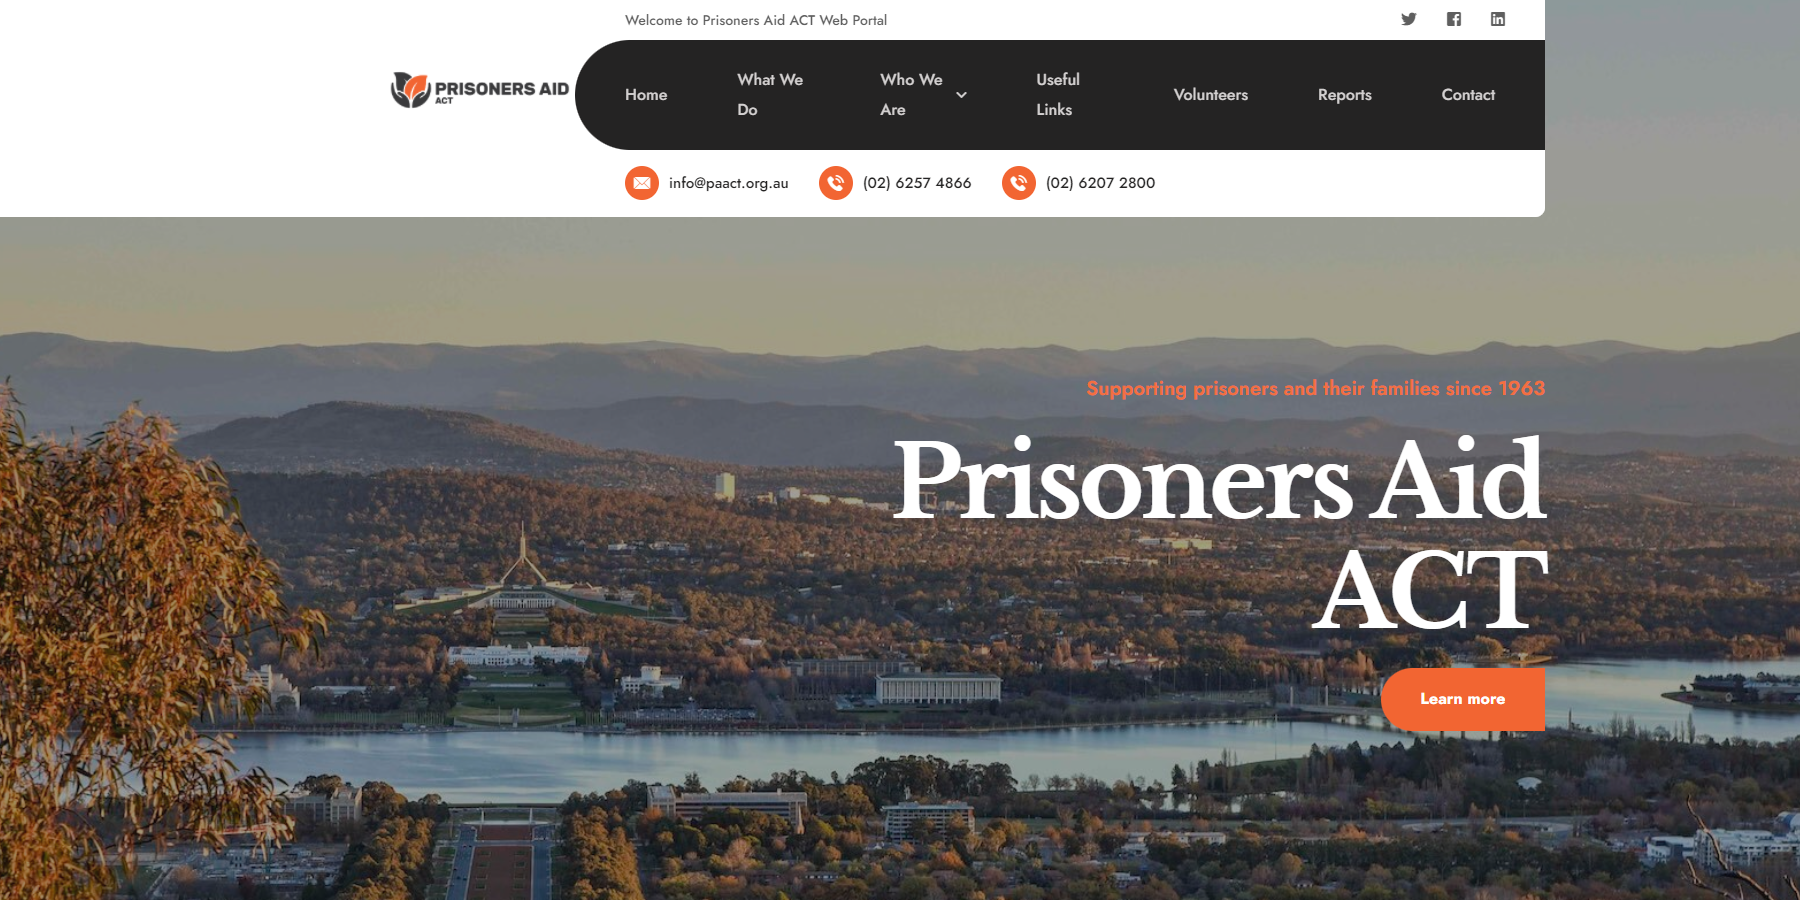 Welcome to Prisoners Aid ACT Web Portal
PRISONERS AID
ACT
Home
What We
Do
Who We
Are
Useful
Links
Volunteers
Reports
Contact
info@paact.org.au
(02) 6257 4866
(02) 6207 2800
Supporting prisoners and their families since 1963
Prisoners Aid
ACT
Learn more